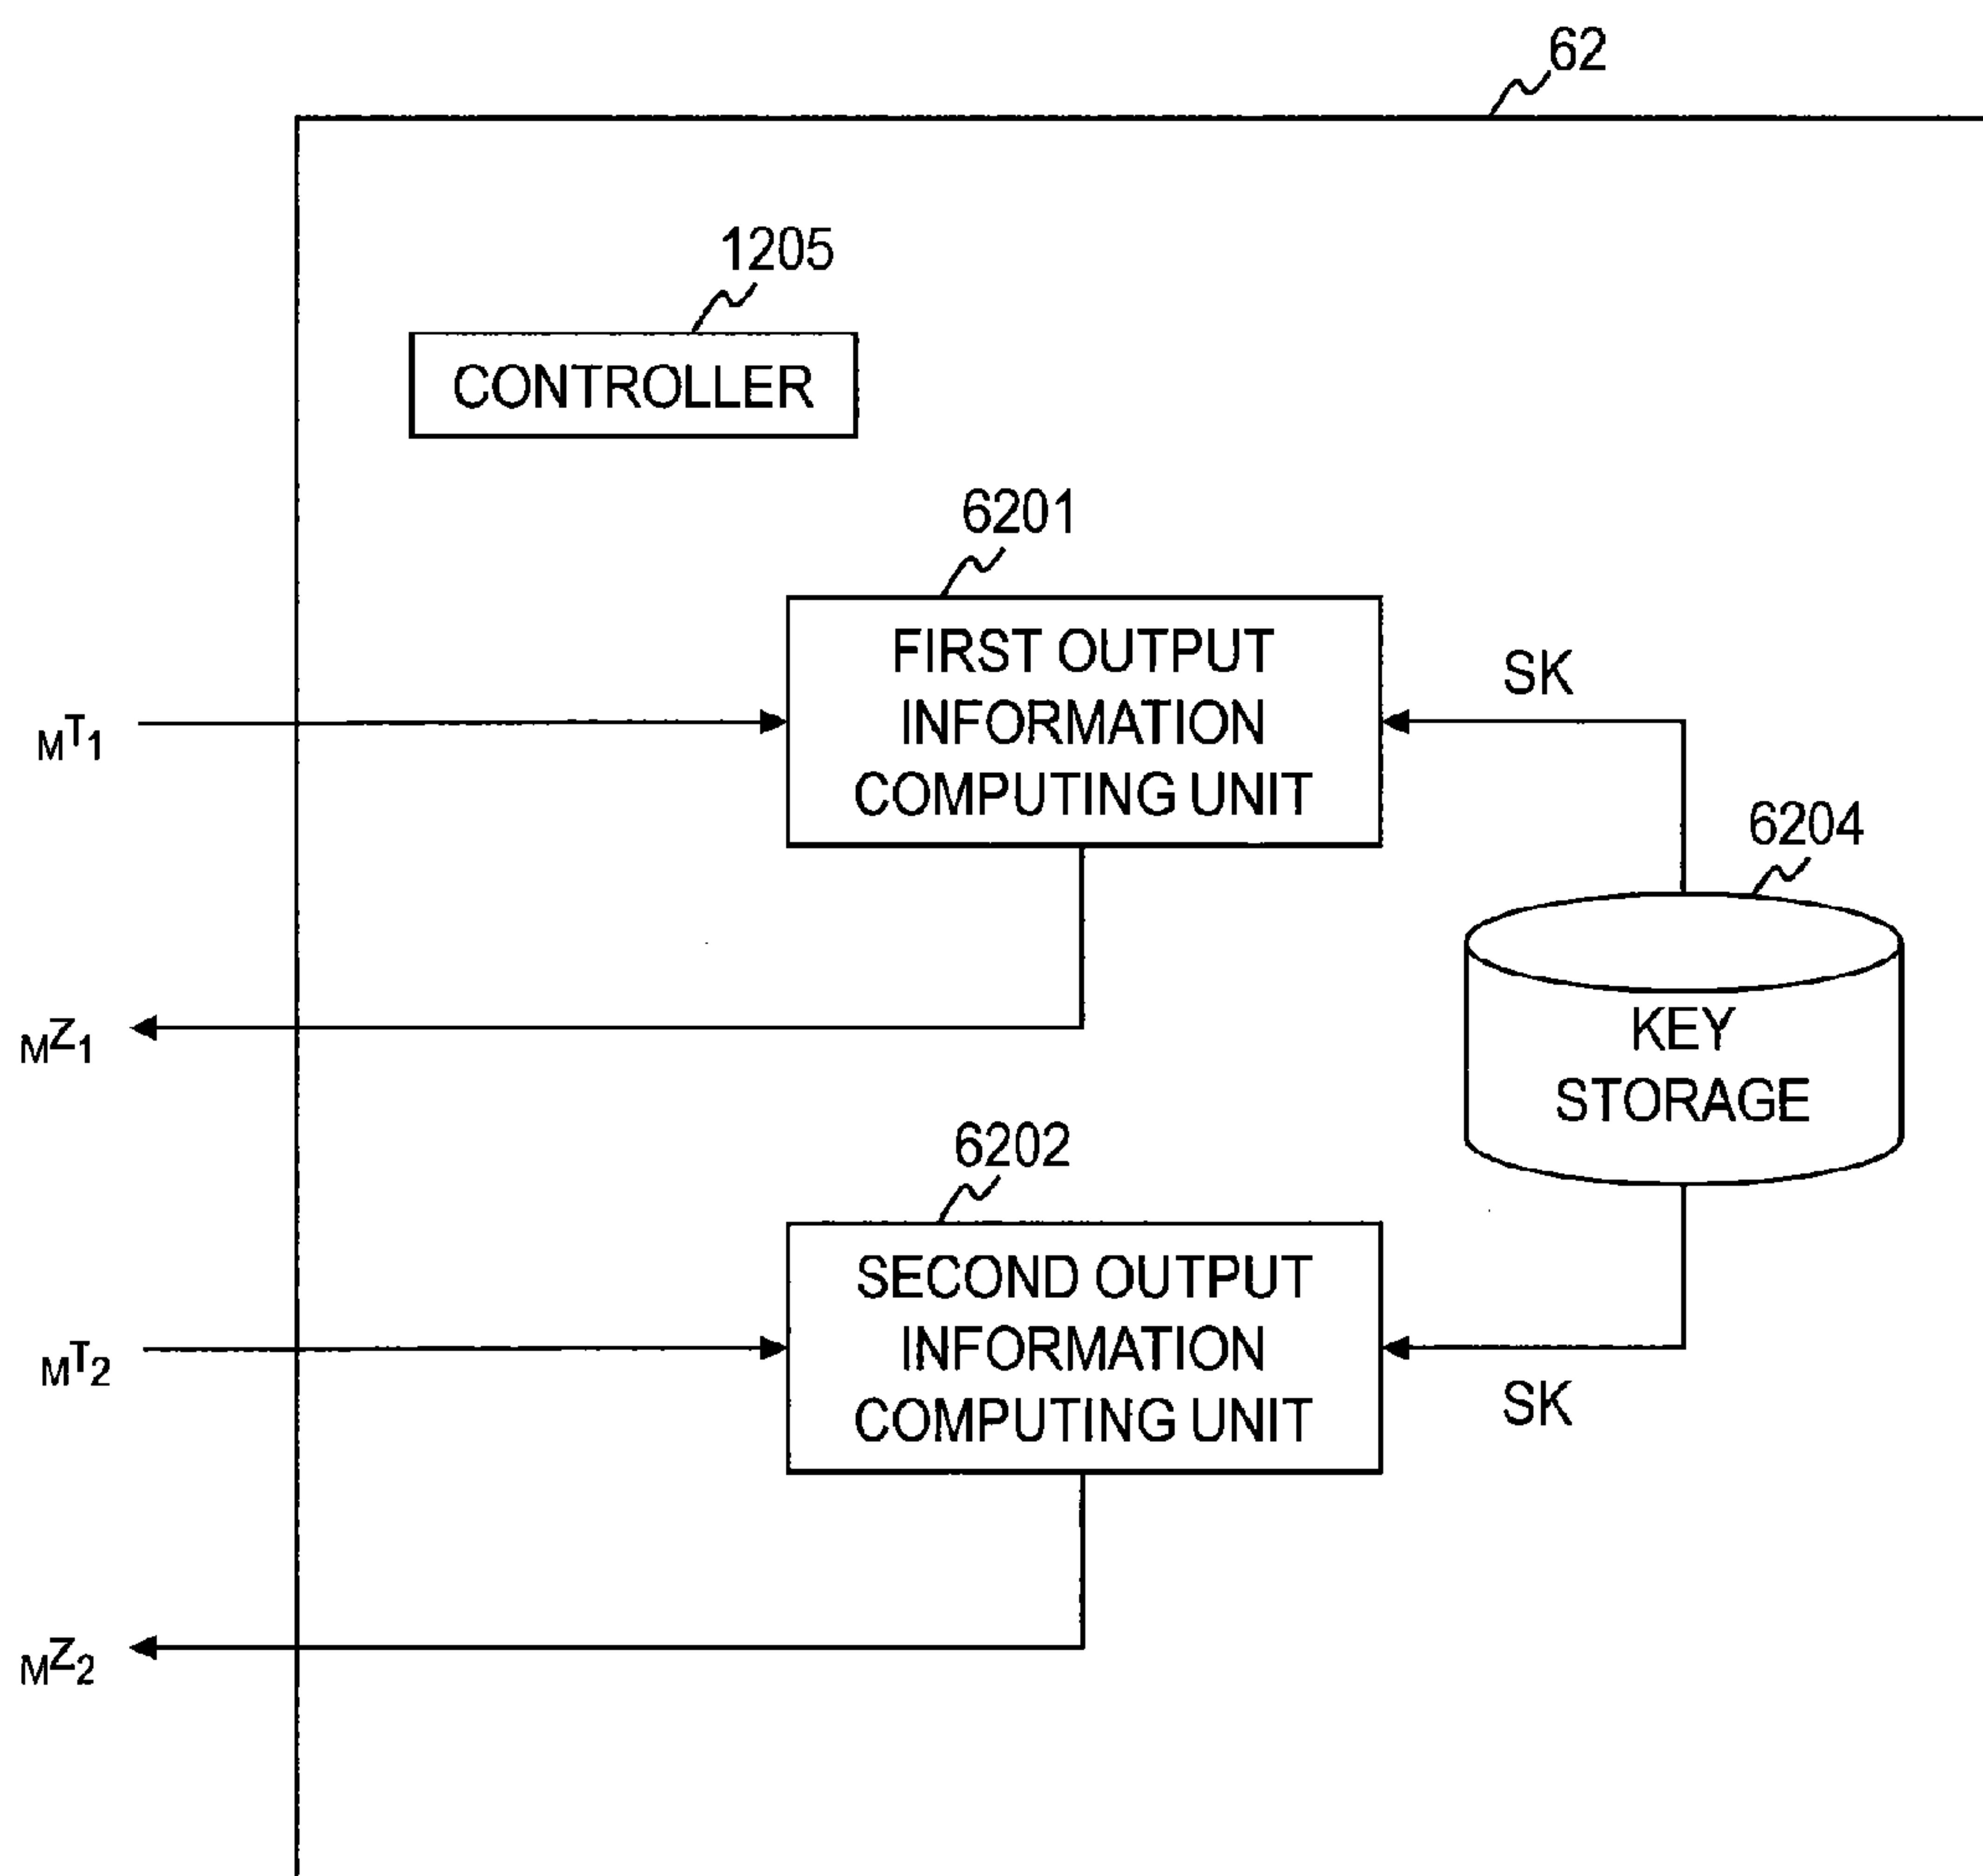 62
1205
CONTROLLER
6201
FIRST OUTPUT
INFORMATION
COMPUTING UNIT
SK
MT1
6204
MZ1
KEY
STORAGE
6202
SECOND OUTPUT
INFORMATION
COMPUTING UNIT
MT2
SK
MZ2